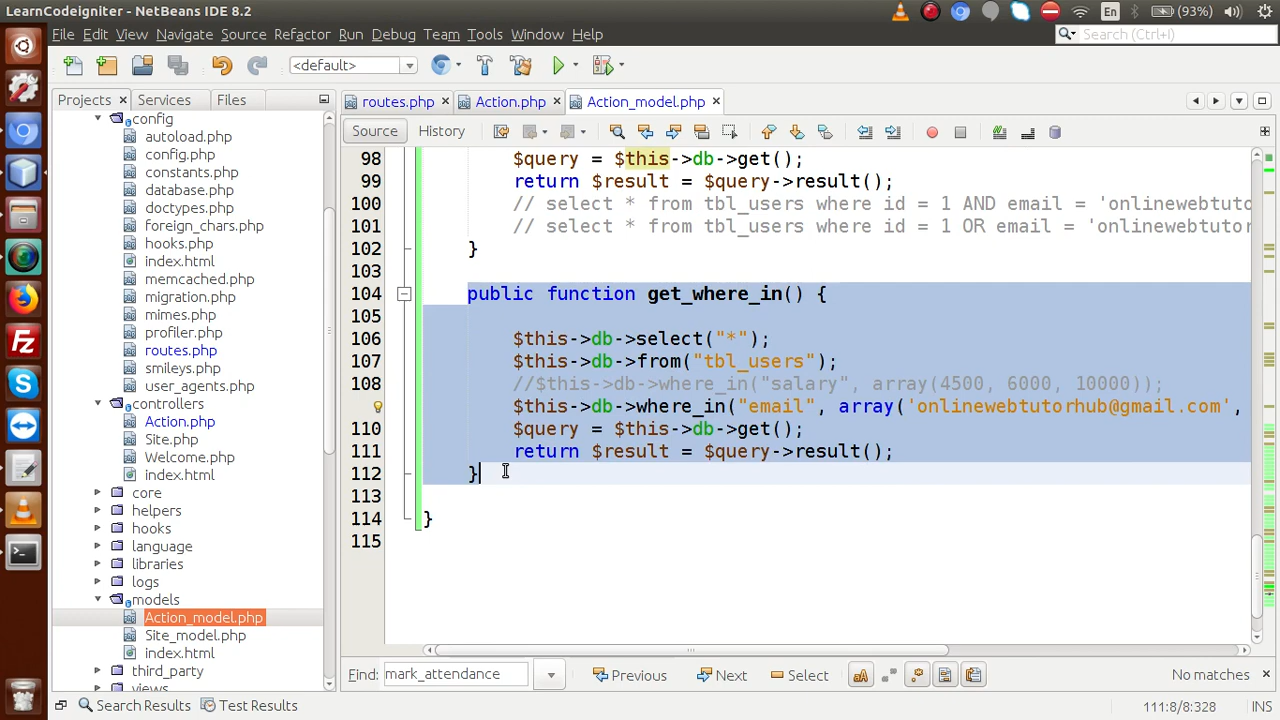 LearnCodeigniter - NetBeans IDE 8.2
En
(93%)
File Edit View Navigate Source Refactor Run Debug Team Tools Window Help
Search (Ctrl+I)
<default>
Projects Services Files
routes.php Action.php Action_model.php
Source History
config
autoload.php
config.php
constants.php
database.php
doctypes.php
foreign_chars.php
hooks.php
index.html
memcached.php
migration.php
mimes.php
profiler.php
routes.php
smileys.php
user_agents.php
controllers
Action.php
Site.php
Welcome.php
index.html
core
helpers
hooks
language
libraries
logs
models
Action_model.php
Site_model.php
index.html
third_party
views
98 $query = $this->db->get();
99 return $result = $query->result();
100 // select * from tbl_users where id = 1 AND email = 'onlinewebtuto
101 // select * from tbl_users where id = 1 OR email = 'onlinewebtutor
102 }
103
104 public function get_where_in() {
105
106 $this->db->select("*");
107 $this->db->from("tbl_users");
108 //$this->db->where_in("salary", array(4500, 6000, 10000));
109 $this->db->where_in("email", array('onlinewebtutorhub@gmail.com',
110 $query = $this->db->get();
111 return $result = $query->result();
112 }
113
114 }
115
Find: mark_attendance Previous Next Select aA No matches
Search Results Test Results
111:8/8:328 INS